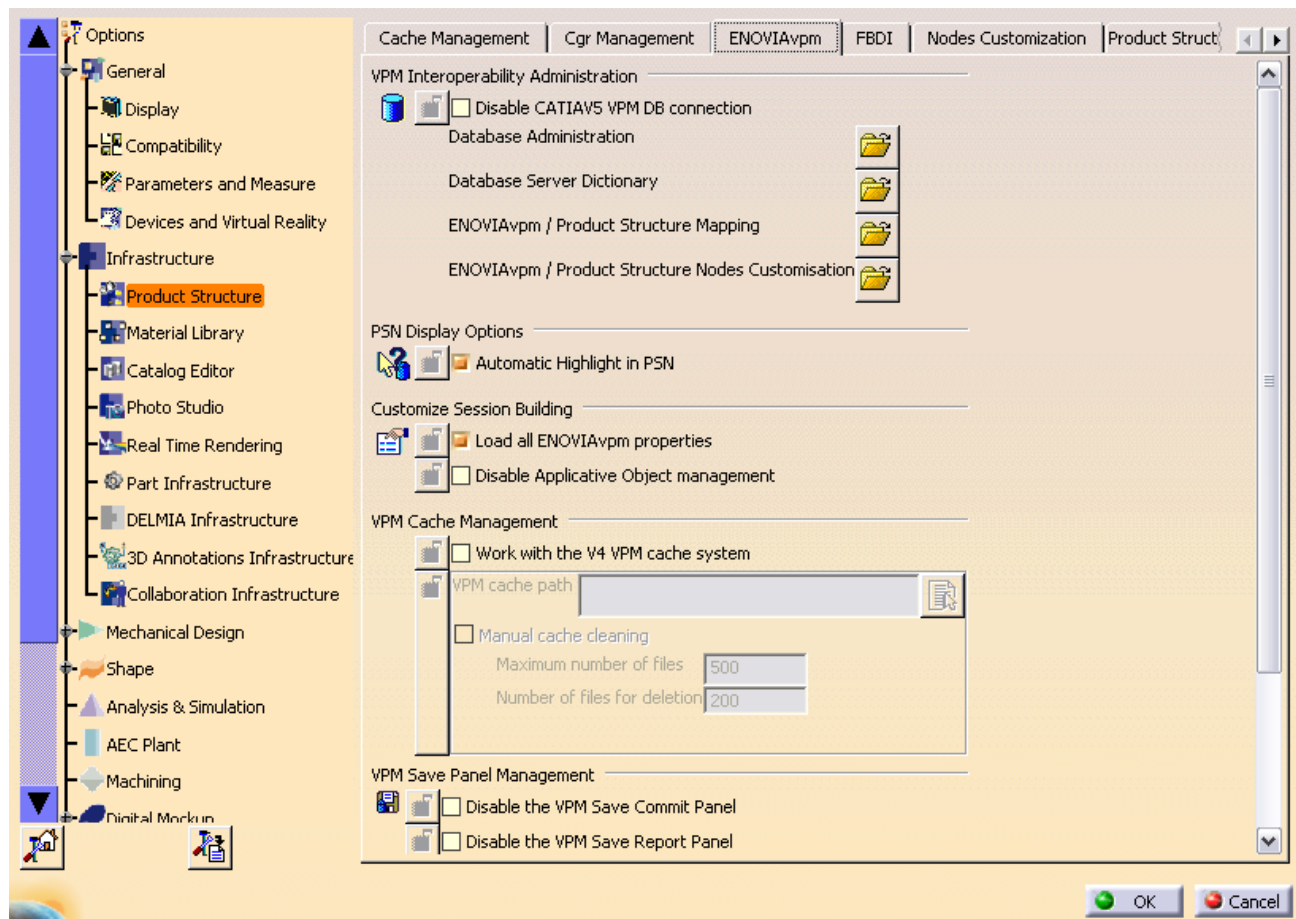 Options
General
Display
Compatibility
Parameters and Measure
Devices and Virtual Reality
Infrastructure
Product Structure
Material Library
Catalog Editor
Photo Studio
Real Time Rendering
Part Infrastructure
DELMIA Infrastructure
3D Annotations Infrastructure
Collaboration Infrastructure
Mechanical Design
Shape
Analysis & Simulation
AEC Plant
Machining
Digital Mockup
Cache Management Cgr Management ENOVIAvpm FBDI Nodes Customization Product Struct
VPM Interoperability Administration
Disable CATIAV5 VPM DB connection
Database Administration
Database Server Dictionary
ENOVIAvpm / Product Structure Mapping
ENOVIAvpm / Product Structure Nodes Customisation
PSN Display Options
Automatic Highlight in PSN
Customize Session Building
Load all ENOVIAvpm properties
Disable Applicative Object management
VPM Cache Management
Work with the V4 VPM cache system
VPM cache path
Manual cache cleaning
Maximum number of files 500
Number of files for deletion 200
VPM Save Panel Management
Disable the VPM Save Commit Panel
Disable the VPM Save Report Panel
OK Cancel